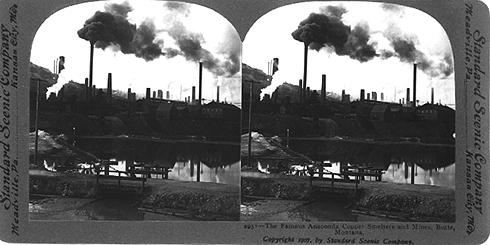 Standard Scenic Company,
Meadville, Pa. Kansas City, Mo.
Standard Scenic Company,
Meadville, Pa. Kansas City, Mo.
2931—The Famous Anaconda Copper Smelters and Mines, Butte,
Montana.
Copyright 1907, by Standard Scenic Company.